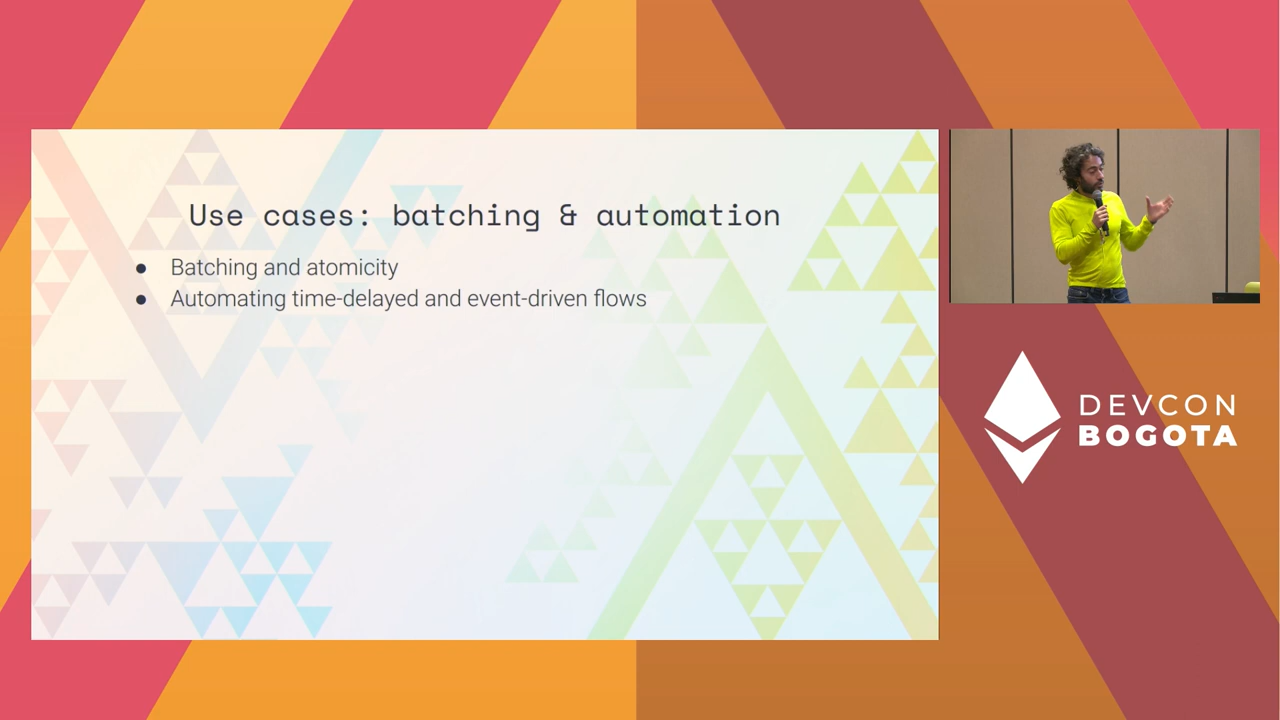 Use cases: batching & automation
● Batching and atomicity
● Automating time-delayed and event-driven flows
DEVCON
BOGOTA